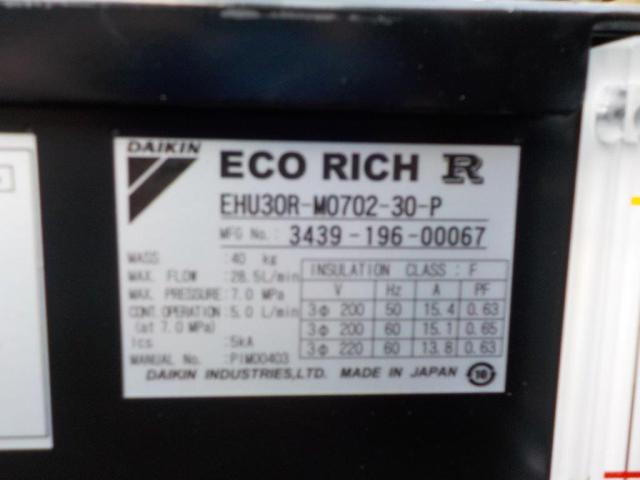 DAIKIN
ECO RICH R
EHU30R-M0702-30-P
MFG No.: 3439-196-00067
MASS :40 kg
MAX. FLOW :28.5L/min
MAX. PRESSURE:7.0 MPa
CONT.OPERATION:5.0 L/min
(at 7.0MPa)
Ics :5kA
MANUAL No. :PIM00403
INSULATION CLASS : F
V Hz A PF
3Φ 200 50 15.4 0.63
3Φ 200 60 15.1 0.65
3Φ 220 60 13.8 0.63
DAIKIN INDUSTRIES,LTD. MADE IN JAPAN 10